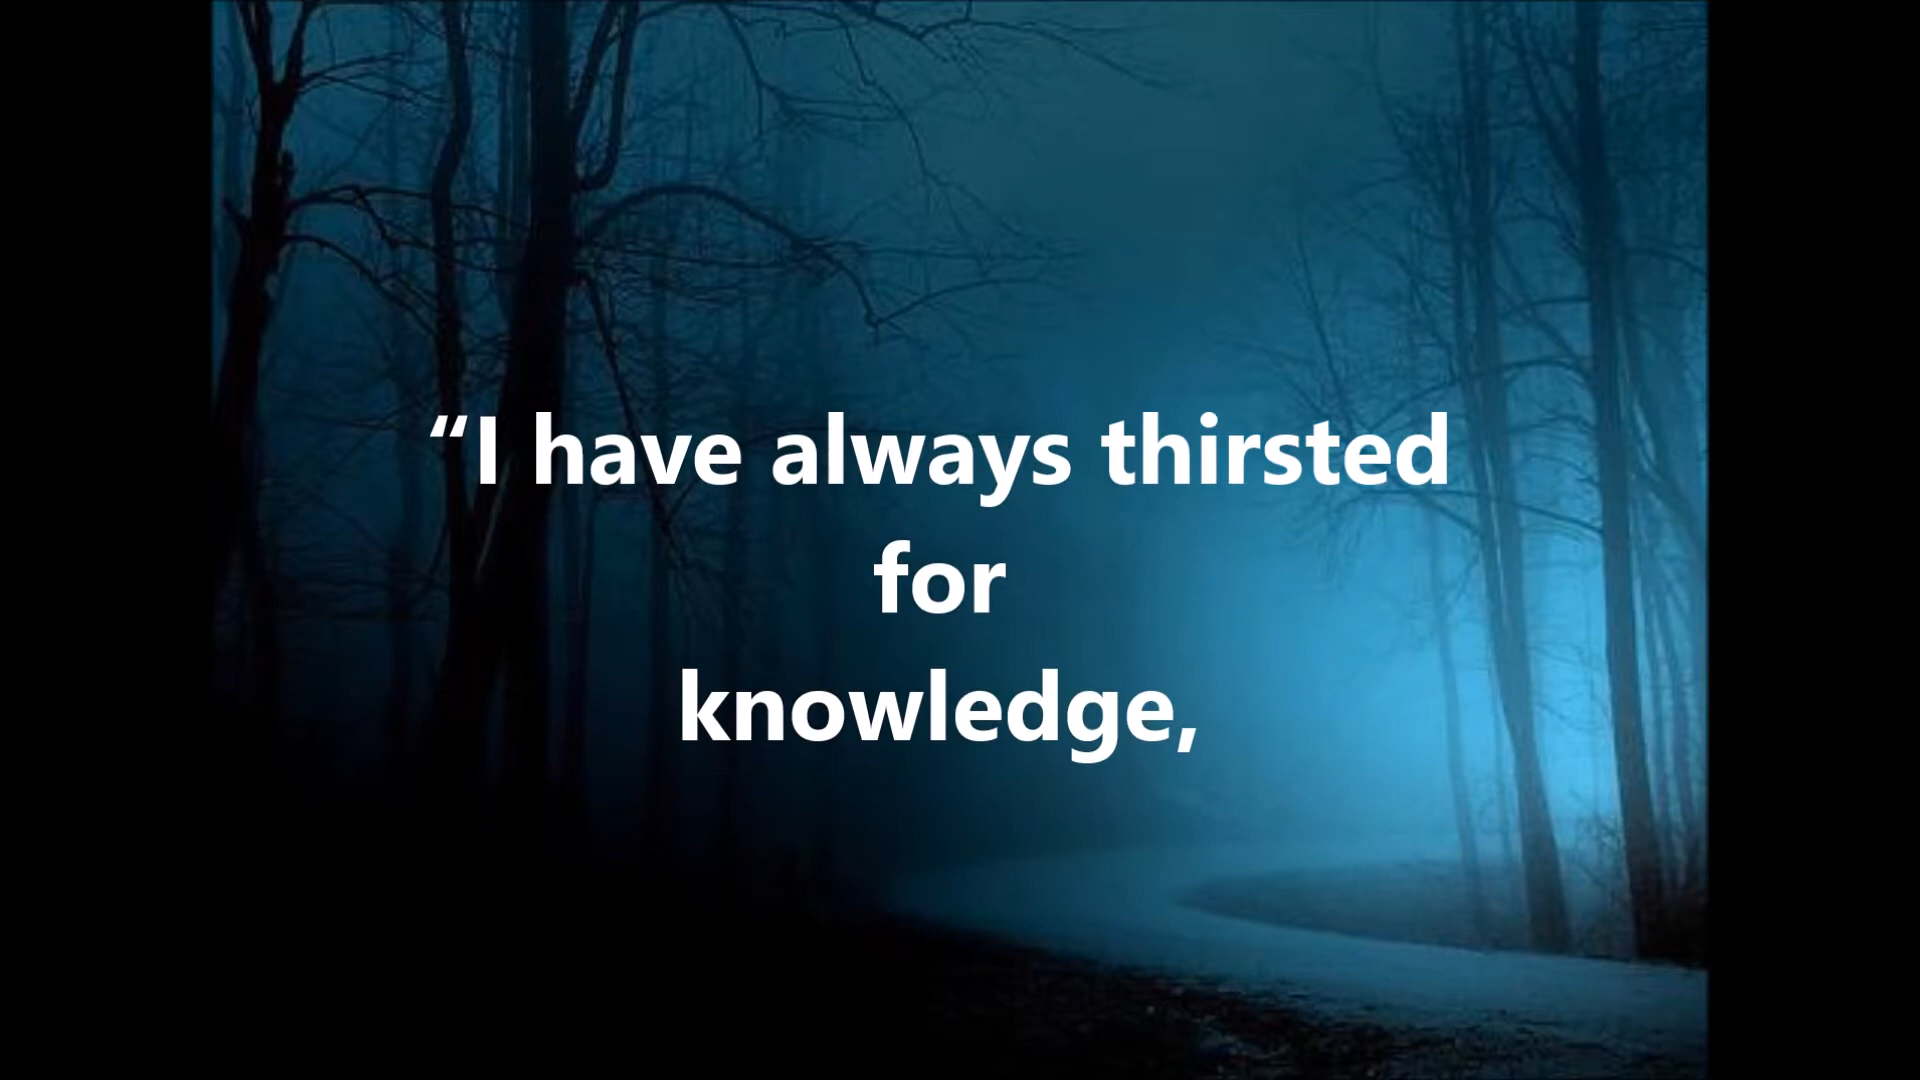 “I have always thirsted
for
knowledge,